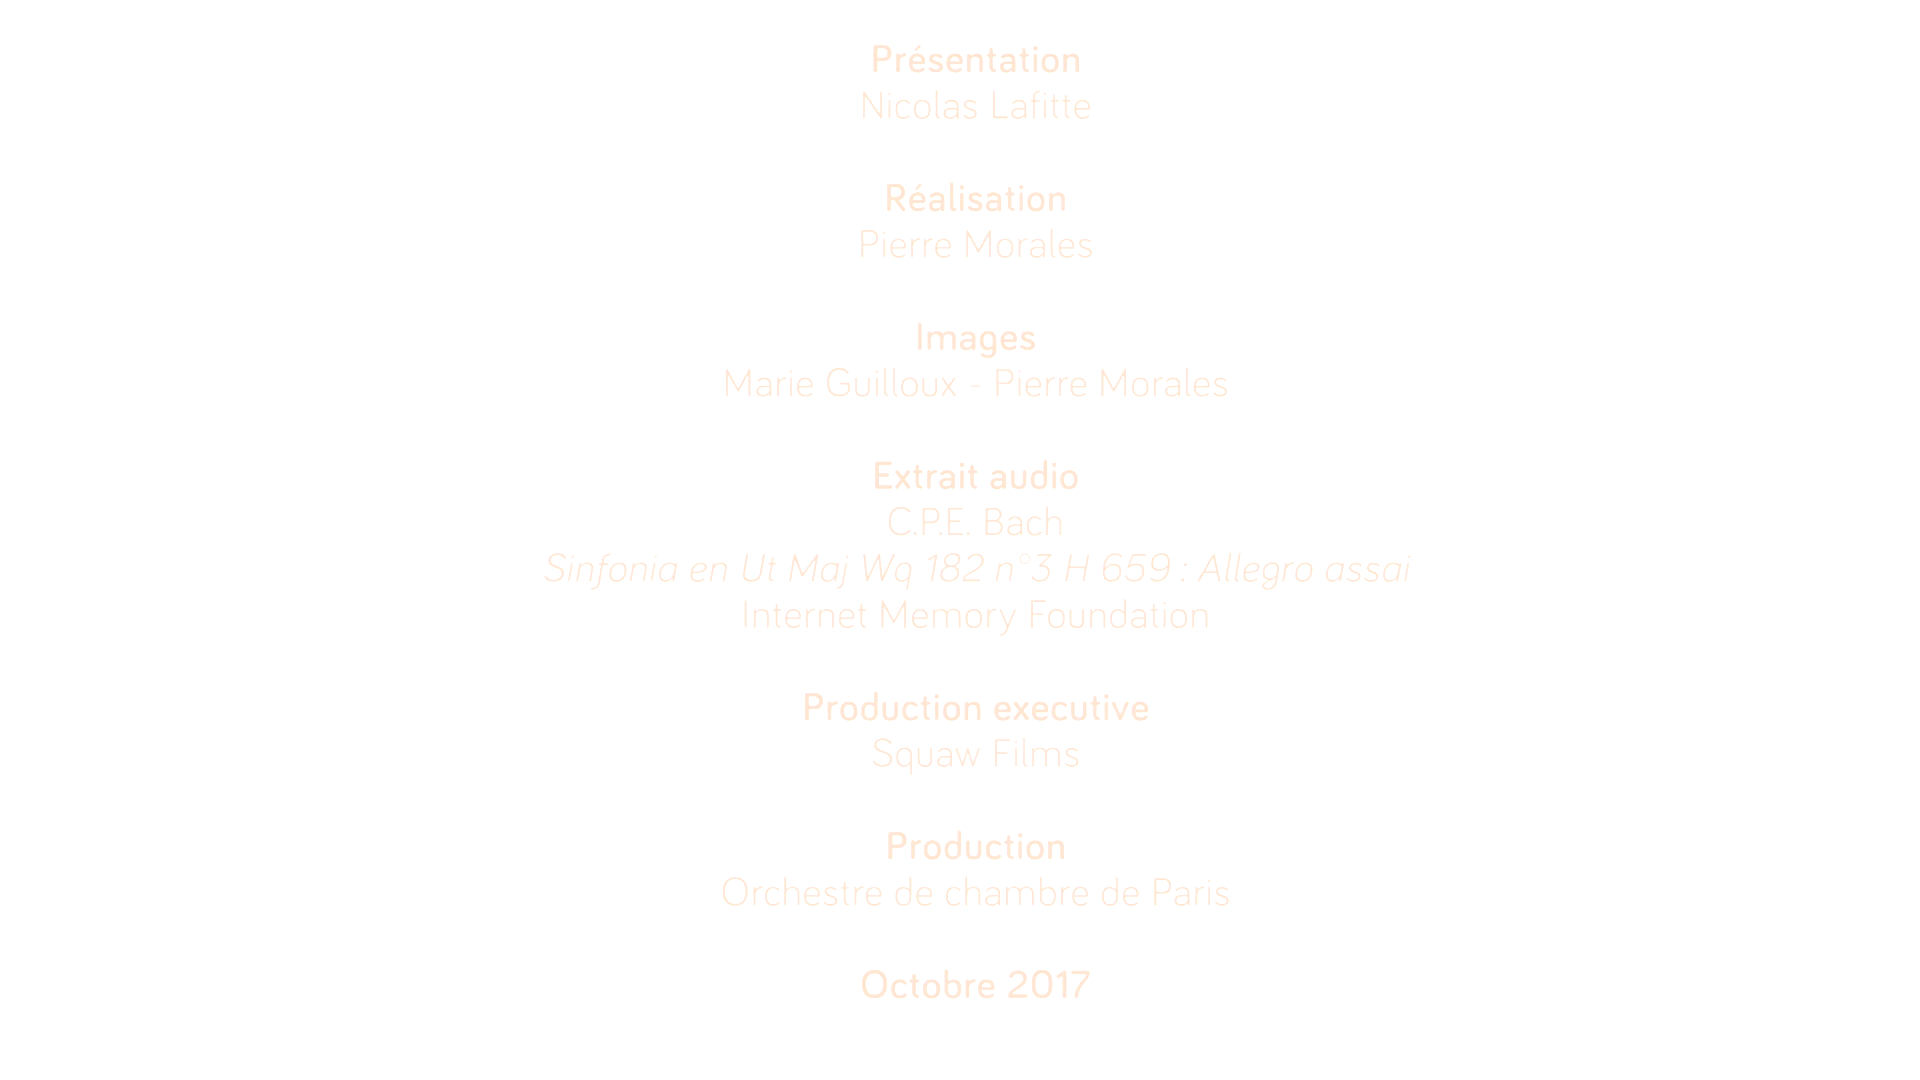 Présentation
Nicolas Lafitte
Réalisation
Pierre Morales
Images
Marie Guilloux - Pierre Morales
Extrait audio
C.P.E. Bach
Sinfonia en Ut Maj Wq 182 n°3 H 659 : Allegro assai
Internet Memory Foundation
Production executive
Squaw Films
Production
Orchestre de chambre de Paris
Octobre 2017